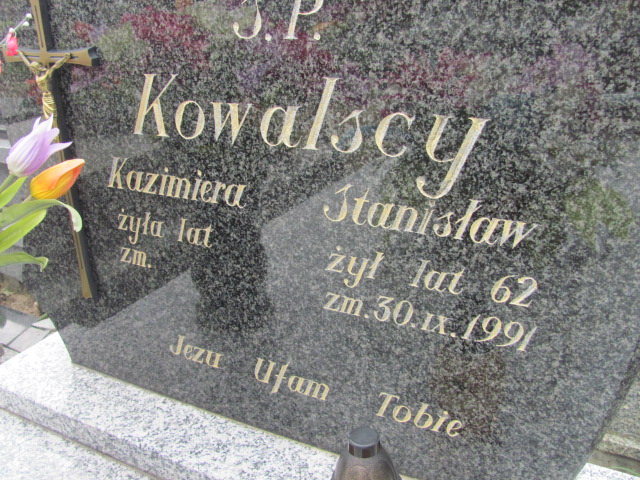 Ś.P.
Kowalscy
Kazimiera
żyła lat
zm.
Stanisław
żył lat 62
zm.30.IX.1991
Jezu Ufam Tobie